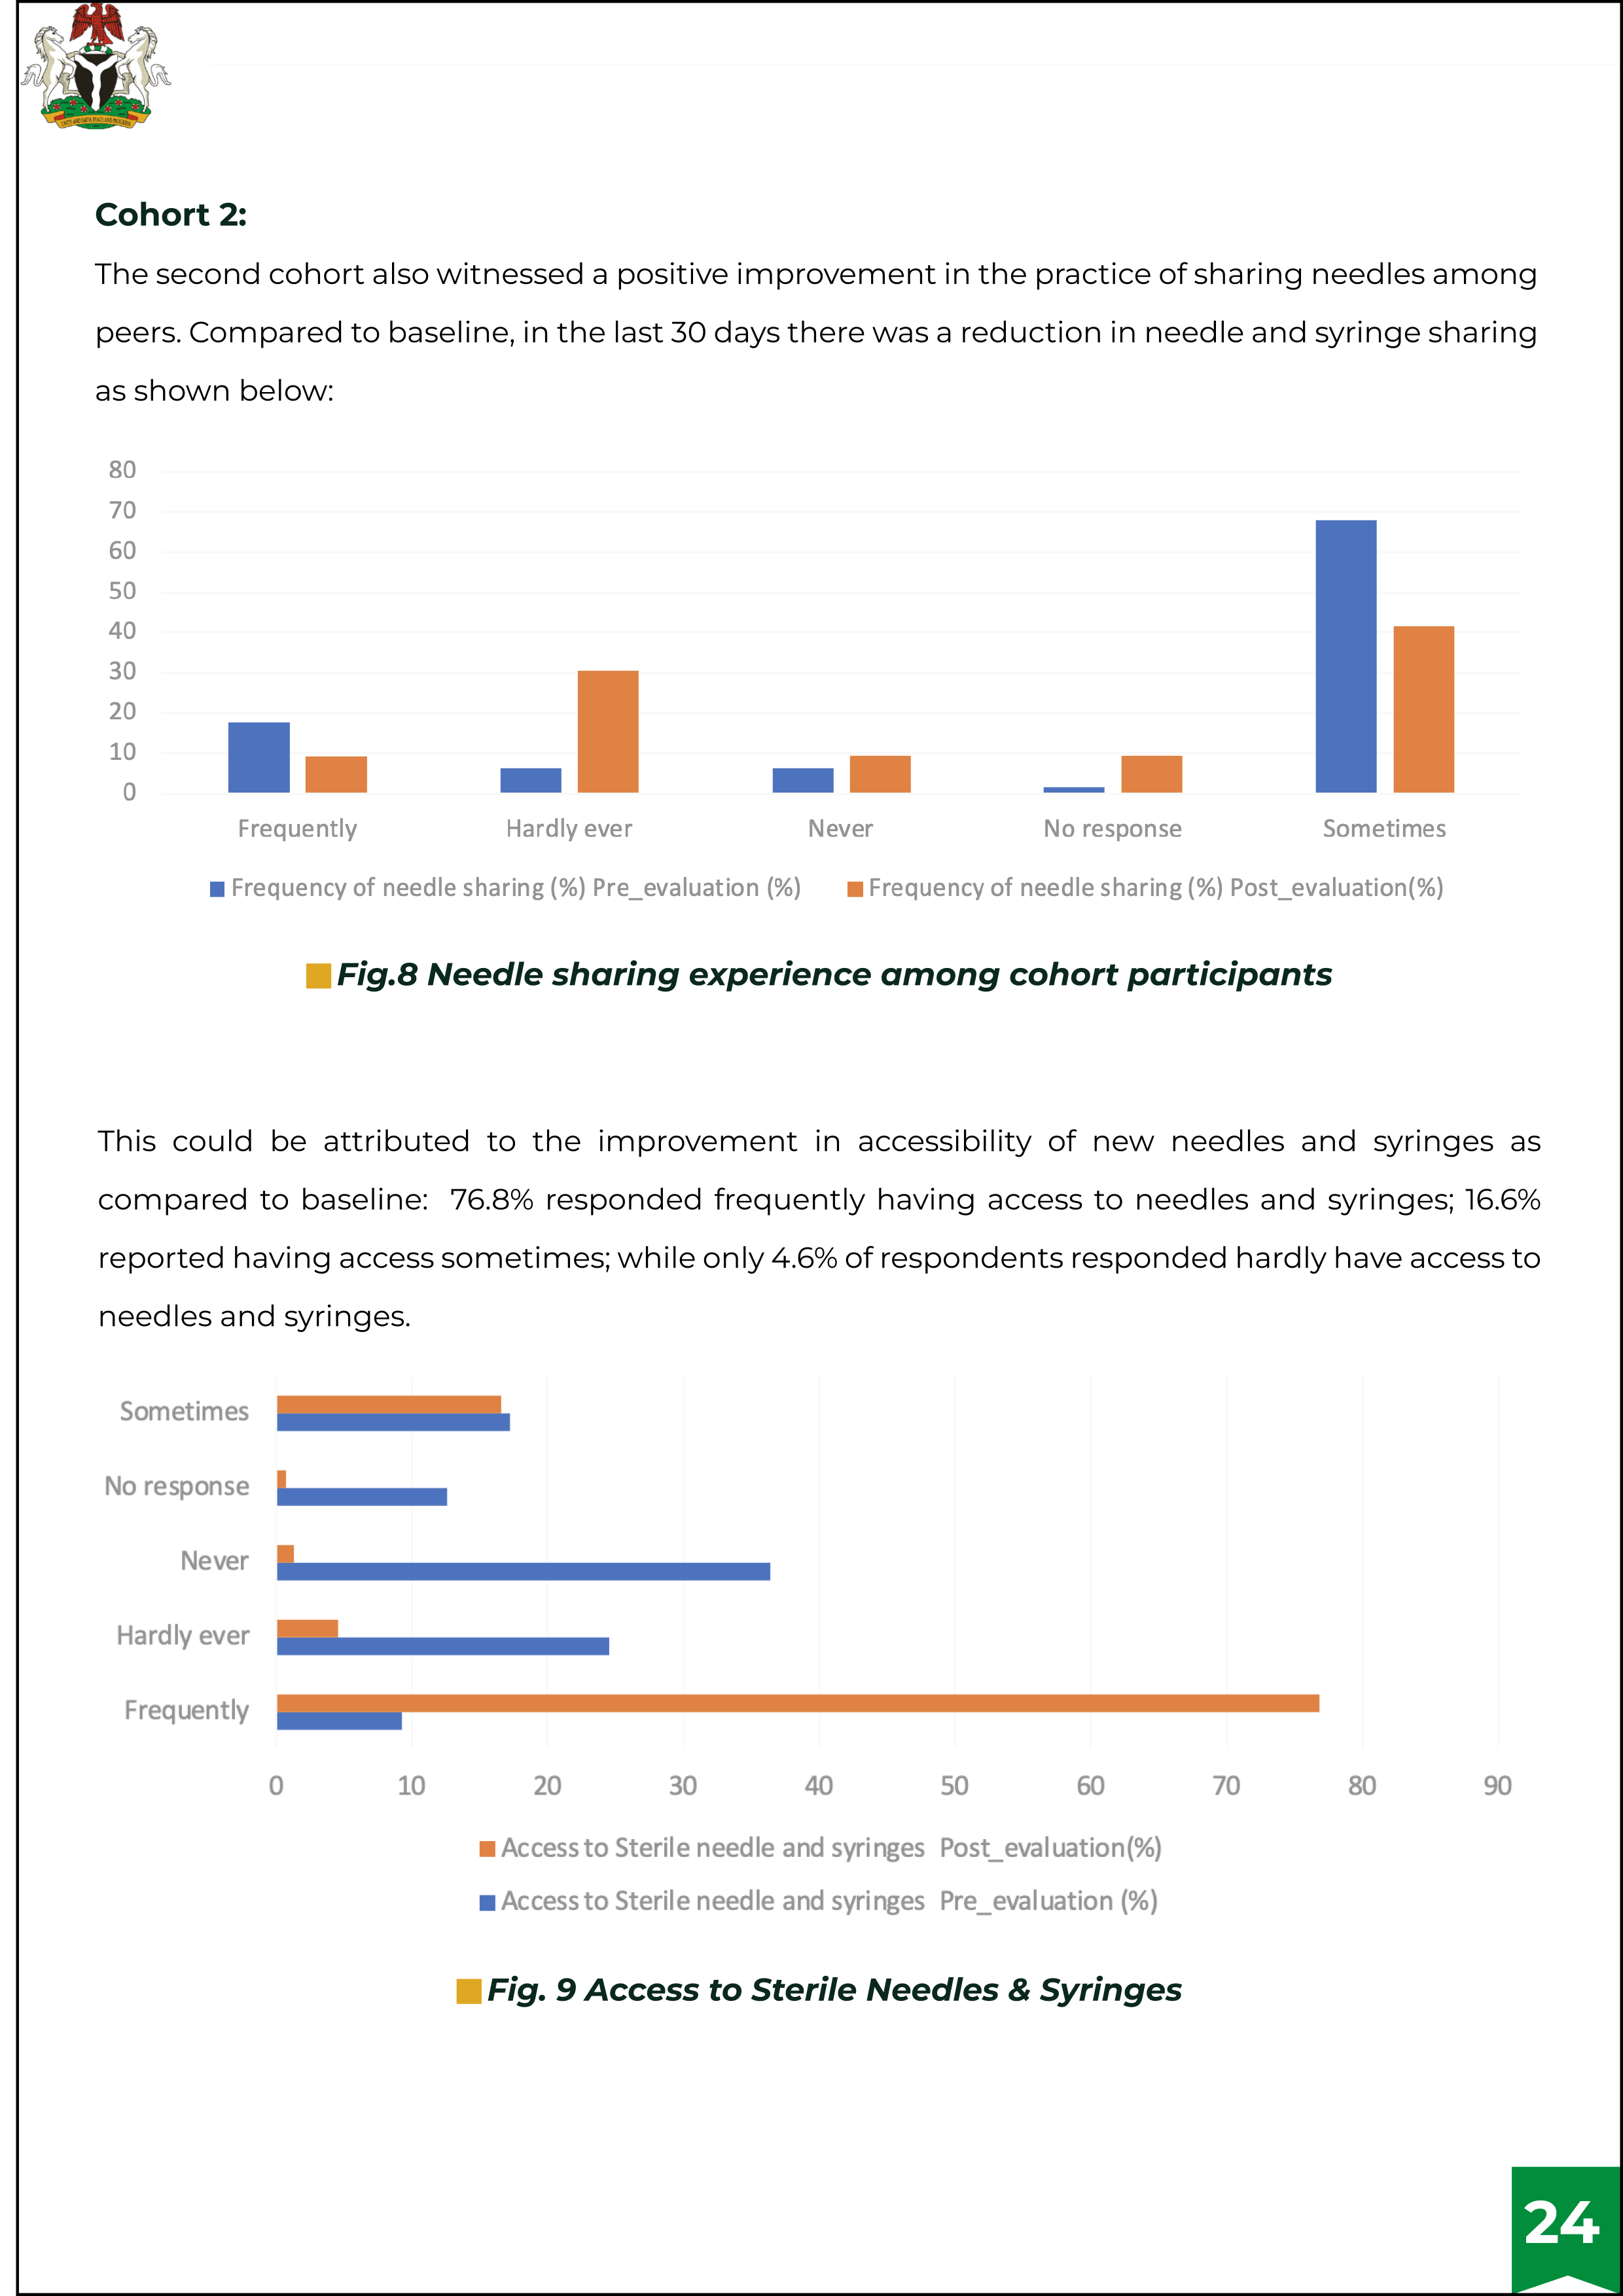 UNITY AND FAITH, PEACE AND PROGRESS
Cohort 2:
The second cohort also witnessed a positive improvement in the practice of sharing needles among
peers. Compared to baseline, in the last 30 days there was a reduction in needle and syringe sharing
as shown below:
80
70
60
50
40
30
20
10
0
Frequently Hardly ever Never No response Sometimes
Frequency of needle sharing (%) Pre_evaluation (%) Frequency of needle sharing (%) Post_evaluation(%)
Fig.8 Needle sharing experience among cohort participants
This could be attributed to the improvement in accessibility of new needles and syringes as
compared to baseline: 76.8% responded frequently having access to needles and syringes; 16.6%
reported having access sometimes; while only 4.6% of respondents responded hardly have access to
needles and syringes.
Sometimes
No response
Never
Hardly ever
Frequently
0 10 20 30 40 50 60 70 80 90
Access to Sterile needle and syringes Post_evaluation(%)
Access to Sterile needle and syringes Pre_evaluation (%)
Fig. 9 Access to Sterile Needles & Syringes
24